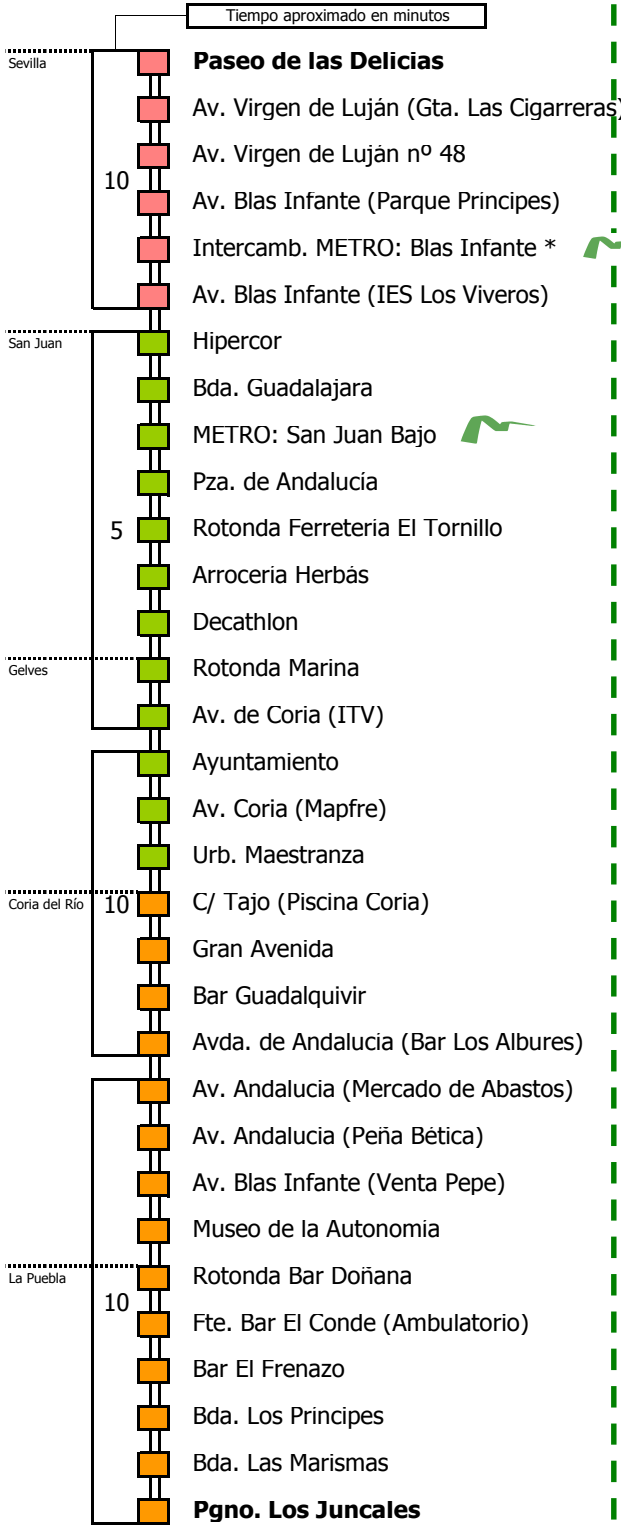 Tiempo aproximado en minutos
Sevilla
Paseo de las Delicias
Av. Virgen de Luján (Gta. Las Cigarreras)
Av. Virgen de Luján nº 48
10
Av. Blas Infante (Parque Principes)
Intercamb. METRO: Blas Infante *
Av. Blas Infante (IES Los Viveros)
San Juan
Hipercor
Bda. Guadalajara
METRO: San Juan Bajo
Pza. de Andalucía
5
Rotonda Ferreteria El Tornillo
Arroceria Herbás
Decathlon
Gelves
Rotonda Marina
Av. de Coria (ITV)
Ayuntamiento
Av. Coria (Mapfre)
Urb. Maestranza
Coria del Río
10
C/ Tajo (Piscina Coria)
Gran Avenida
Bar Guadalquivir
Avda. de Andalucia (Bar Los Albures)
Av. Andalucia (Mercado de Abastos)
Av. Andalucia (Peña Bética)
Av. Blas Infante (Venta Pepe)
Museo de la Autonomia
La Puebla
Rotonda Bar Doñana
10
Fte. Bar El Conde (Ambulatorio)
Bar El Frenazo
Bda. Los Principes
Bda. Las Marismas
Pgno. Los Juncales